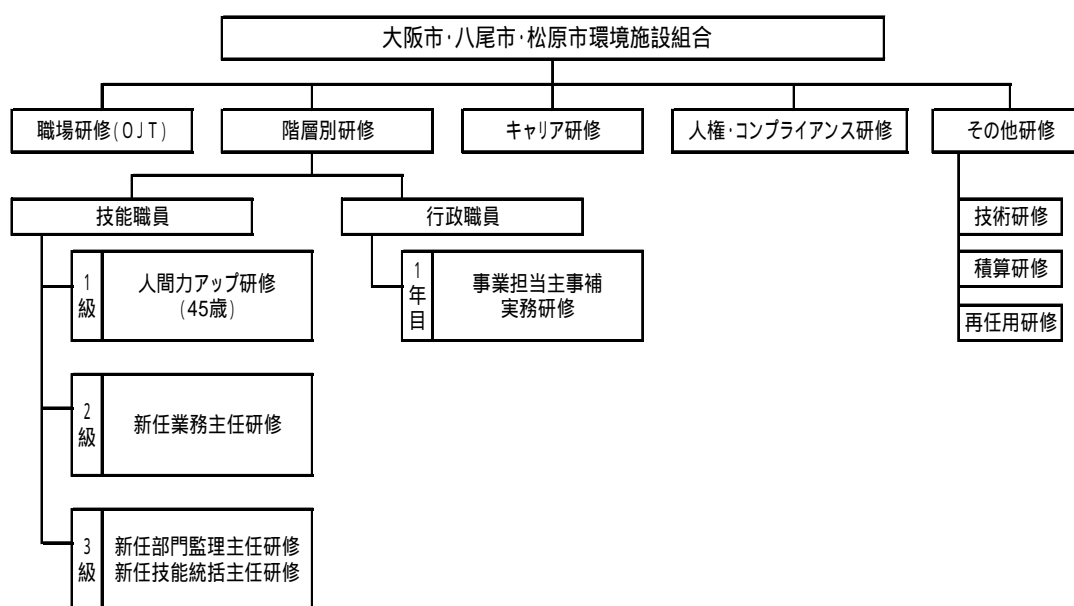 大阪市・八尾市・松原市環境施設組合
職場研修(OJT)
階層別研修
キャリア研修
人権・コンプライアンス研修
その他研修
技能職員
行政職員
技術研修
積算研修
再任用研修
1級
人間力アップ研修
(45歳)
1年目
事業担当主事補
実務研修
2級
新任業務主任研修
3級
新任部門監理主任研修
新任技能統括主任研修